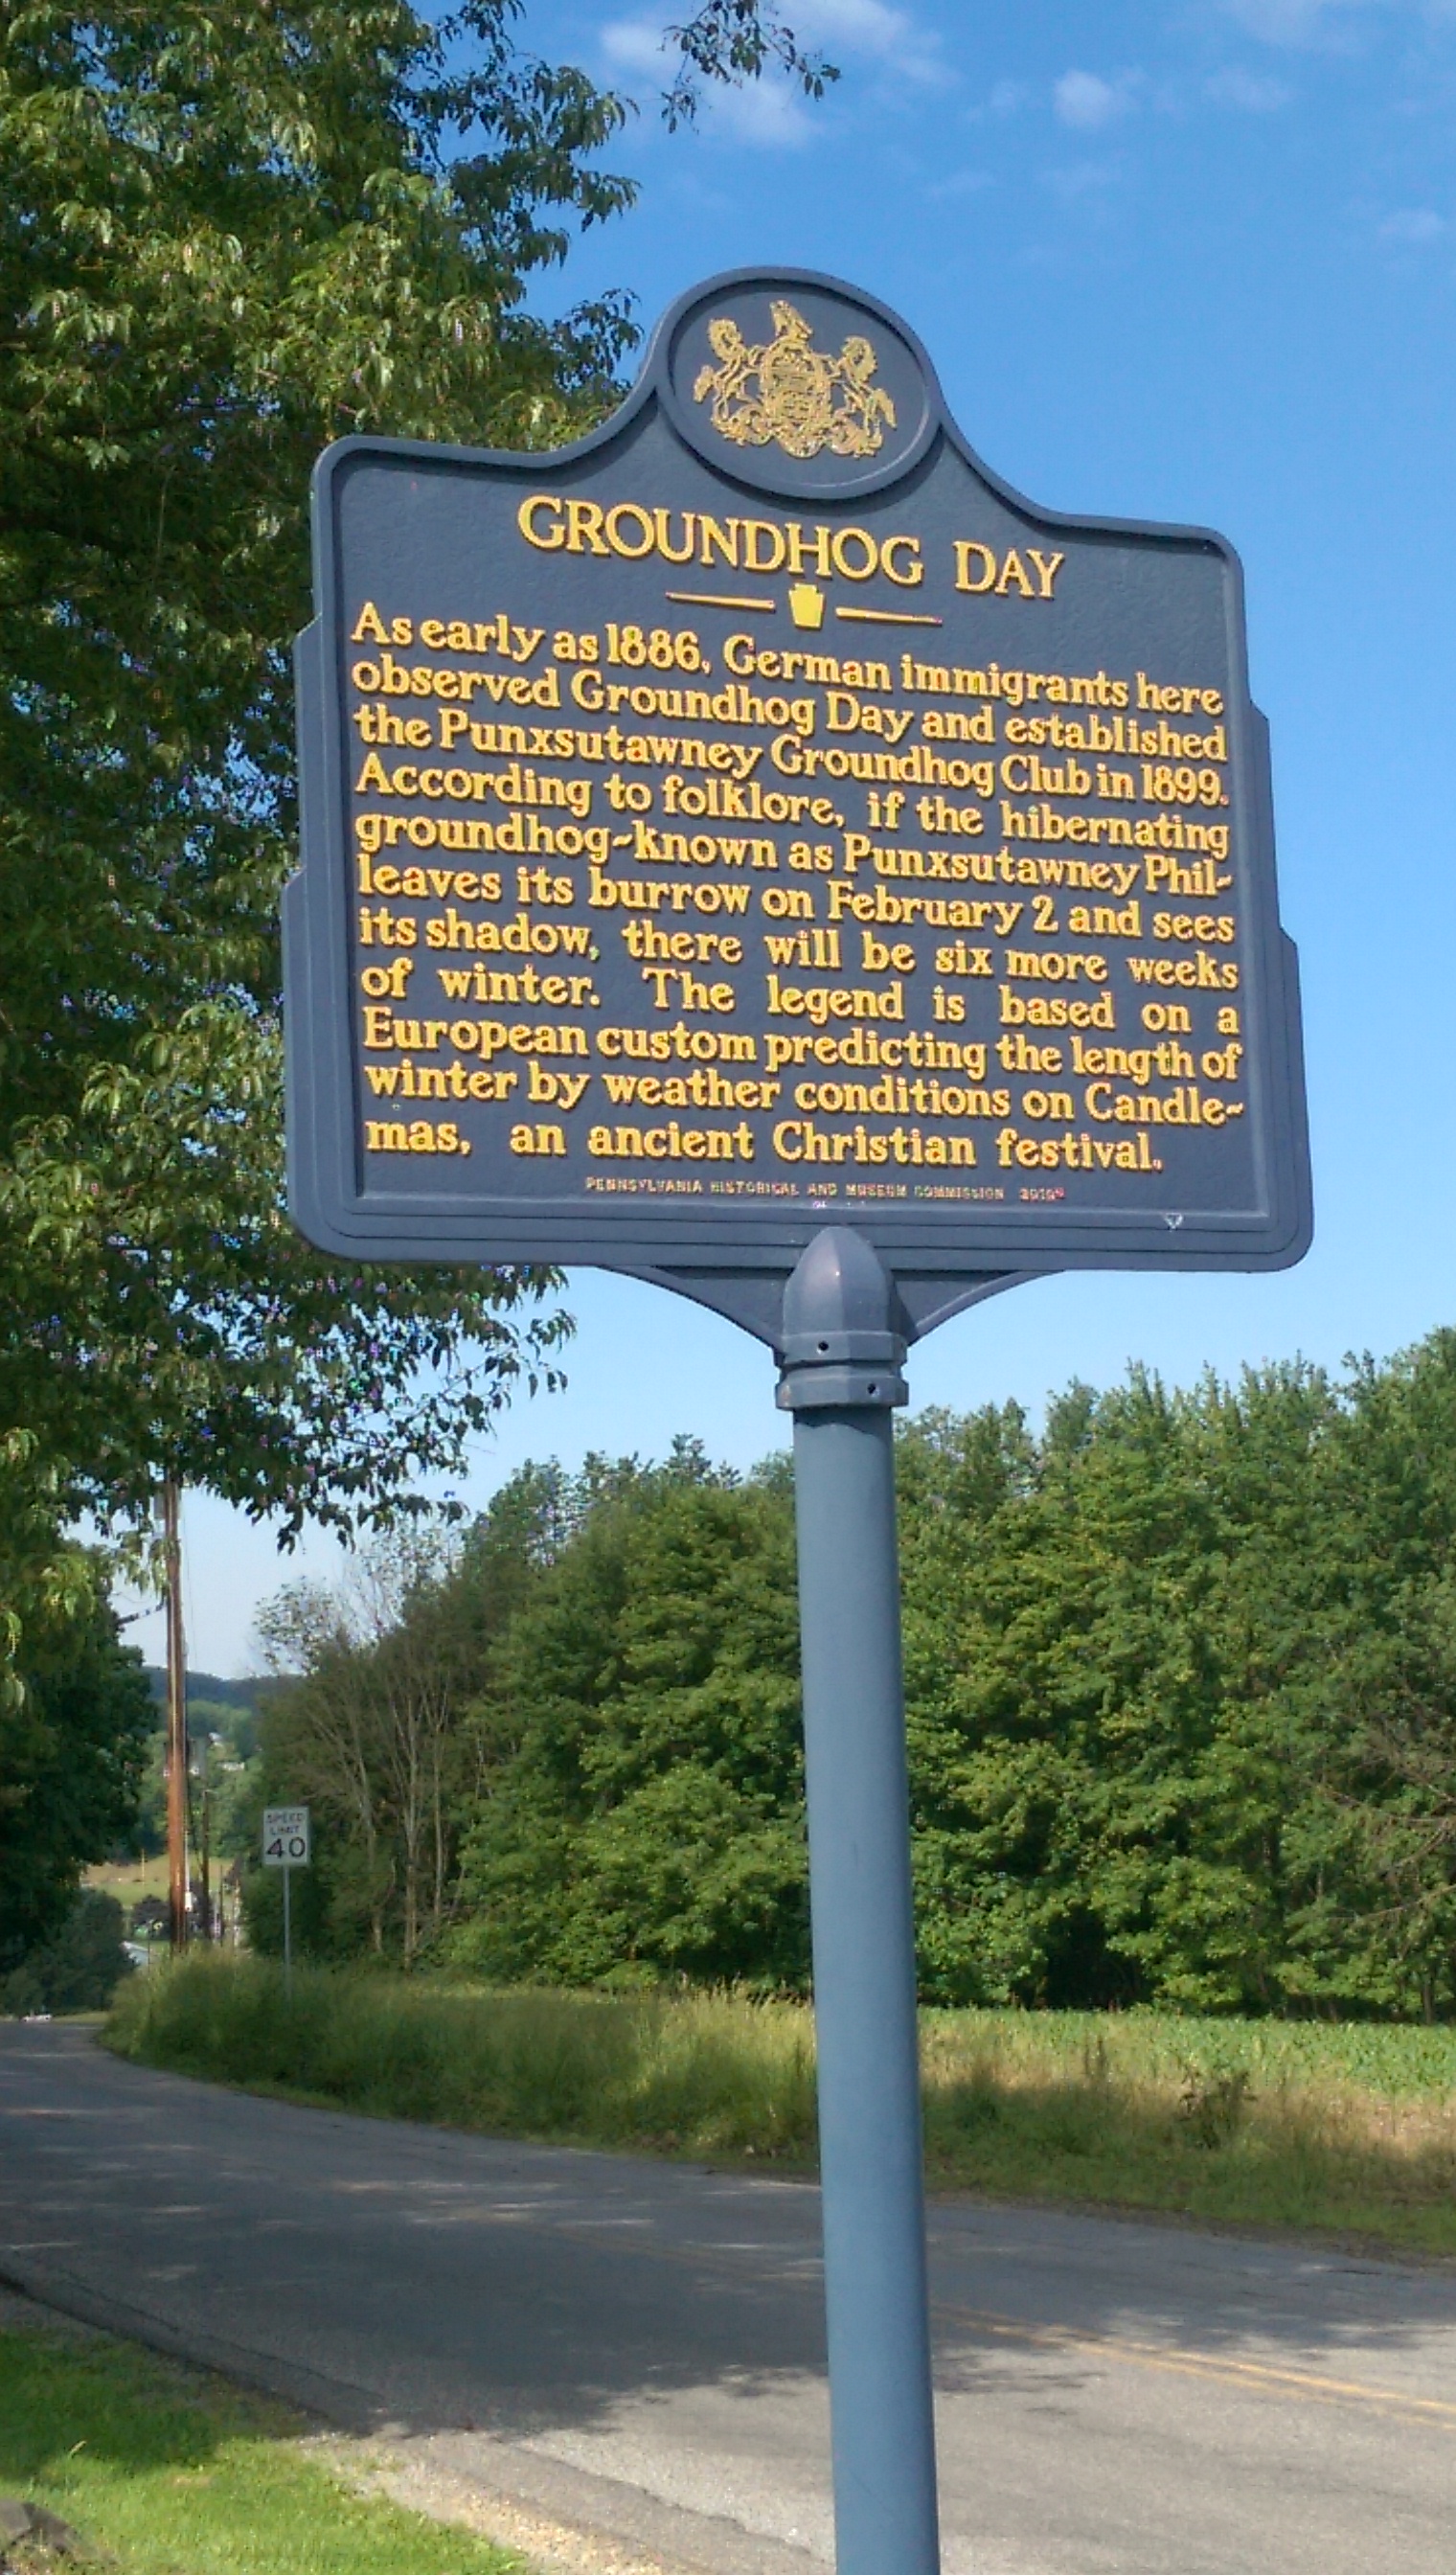 GROUNDHOG DAY
As early as 1886, German immigrants here
observed Groundhog Day and established
the Punxsutawney Groundhog Club in 1899.
According to folklore, if the hibernating
groundhog-known as Punxsutawney Phil-
leaves its burrow on February 2 and sees
its shadow, there will be six more weeks
of winter. The legend is based on a
European custom predicting the length of
winter by weather conditions on Candle-
mas, an ancient Christian festival.
PENNSYLVANIA HISTORICAL AND MUSEUM COMMISSION
SPEED
LIMIT
40